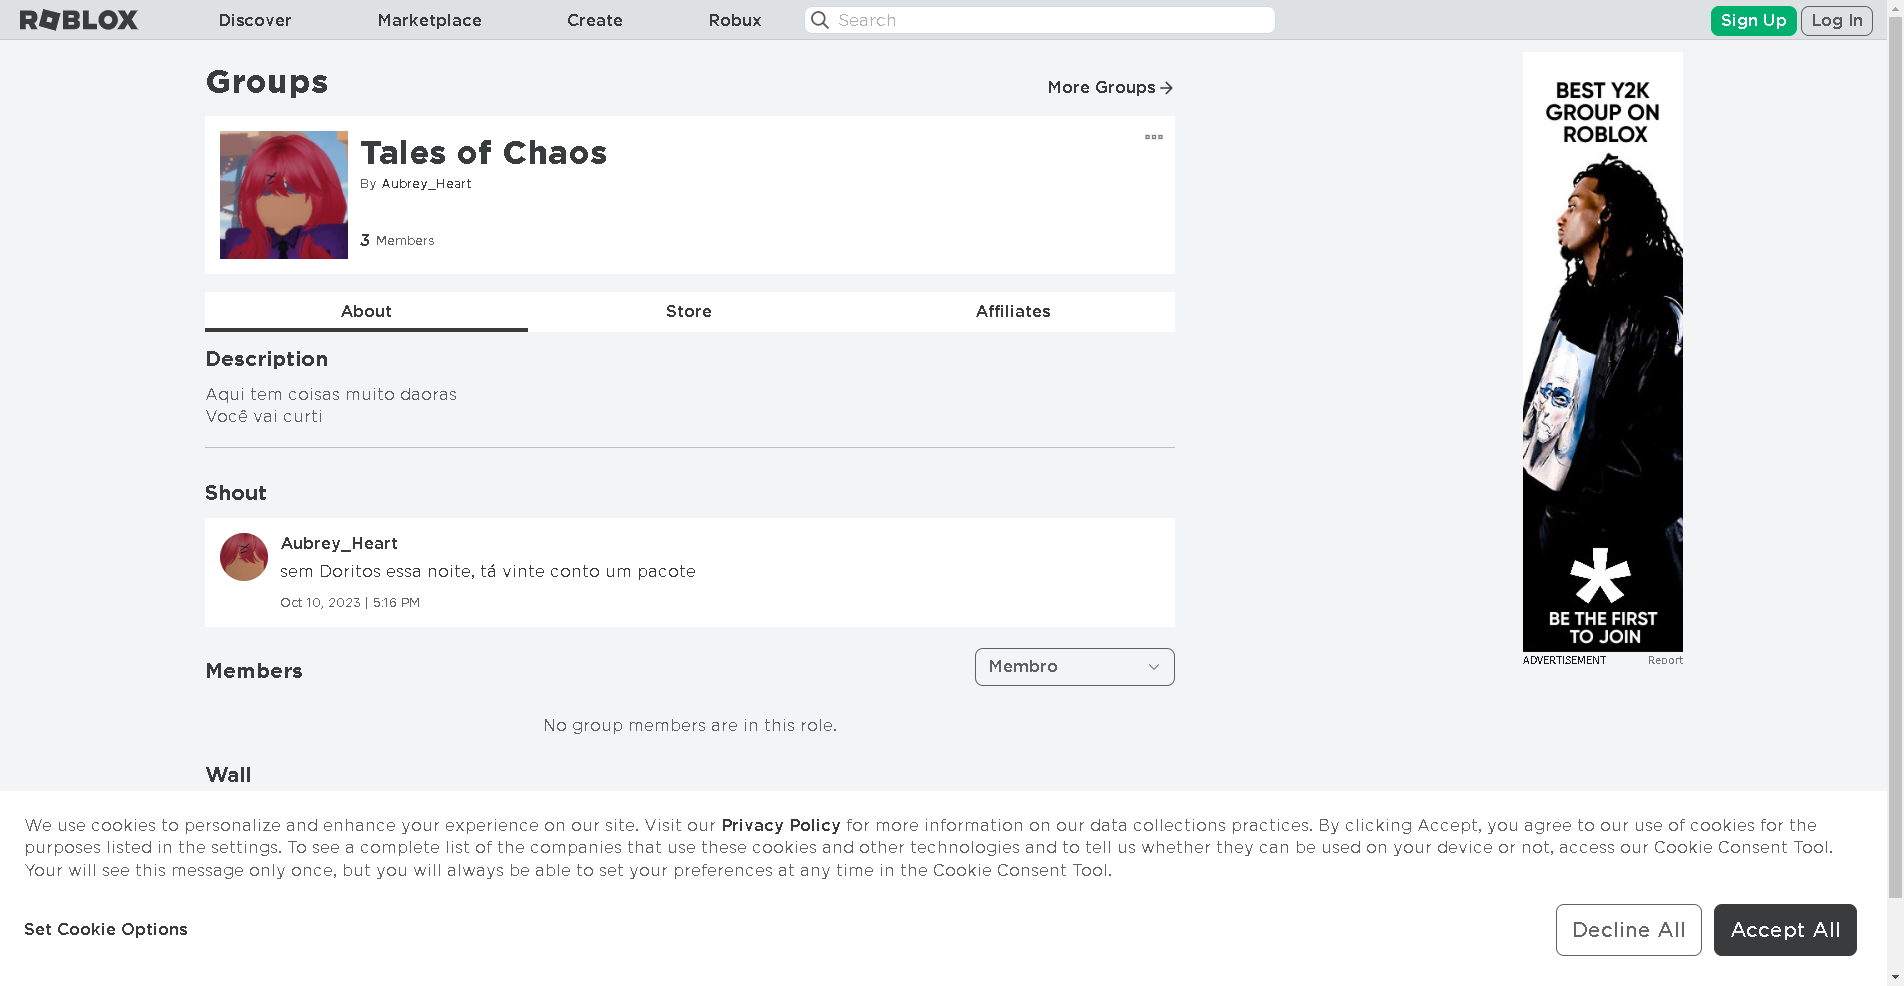 ROBLOX
Discover
Marketplace
Create
Robux
Search
Sign Up
Log In
Groups
More Groups
Tales of Chaos
By Aubrey_Heart
3 Members
About
Store
Affiliates
Description
Aqui tem coisas muito daoras
Você vai curti
Shout
Aubrey_Heart
sem Doritos essa noite, tá vinte conto um pacote
Oct 10, 2023 | 5:16 PM
Members
Membro
No group members are in this role.
Wall
BEST Y2K
GROUP ON
ROBLOX
BE THE FIRST
TO JOIN
ADVERTISEMENT
Report
We use cookies to personalize and enhance your experience on our site. Visit our Privacy Policy for more information on our data collections practices. By clicking Accept, you agree to our use of cookies for the
purposes listed in the settings. To see a complete list of the companies that use these cookies and other technologies and to tell us whether they can be used on your device or not, access our Cookie Consent Tool.
Your will see this message only once, but you will always be able to set your preferences at any time in the Cookie Consent Tool.
Set Cookie Options
Decline All
Accept All